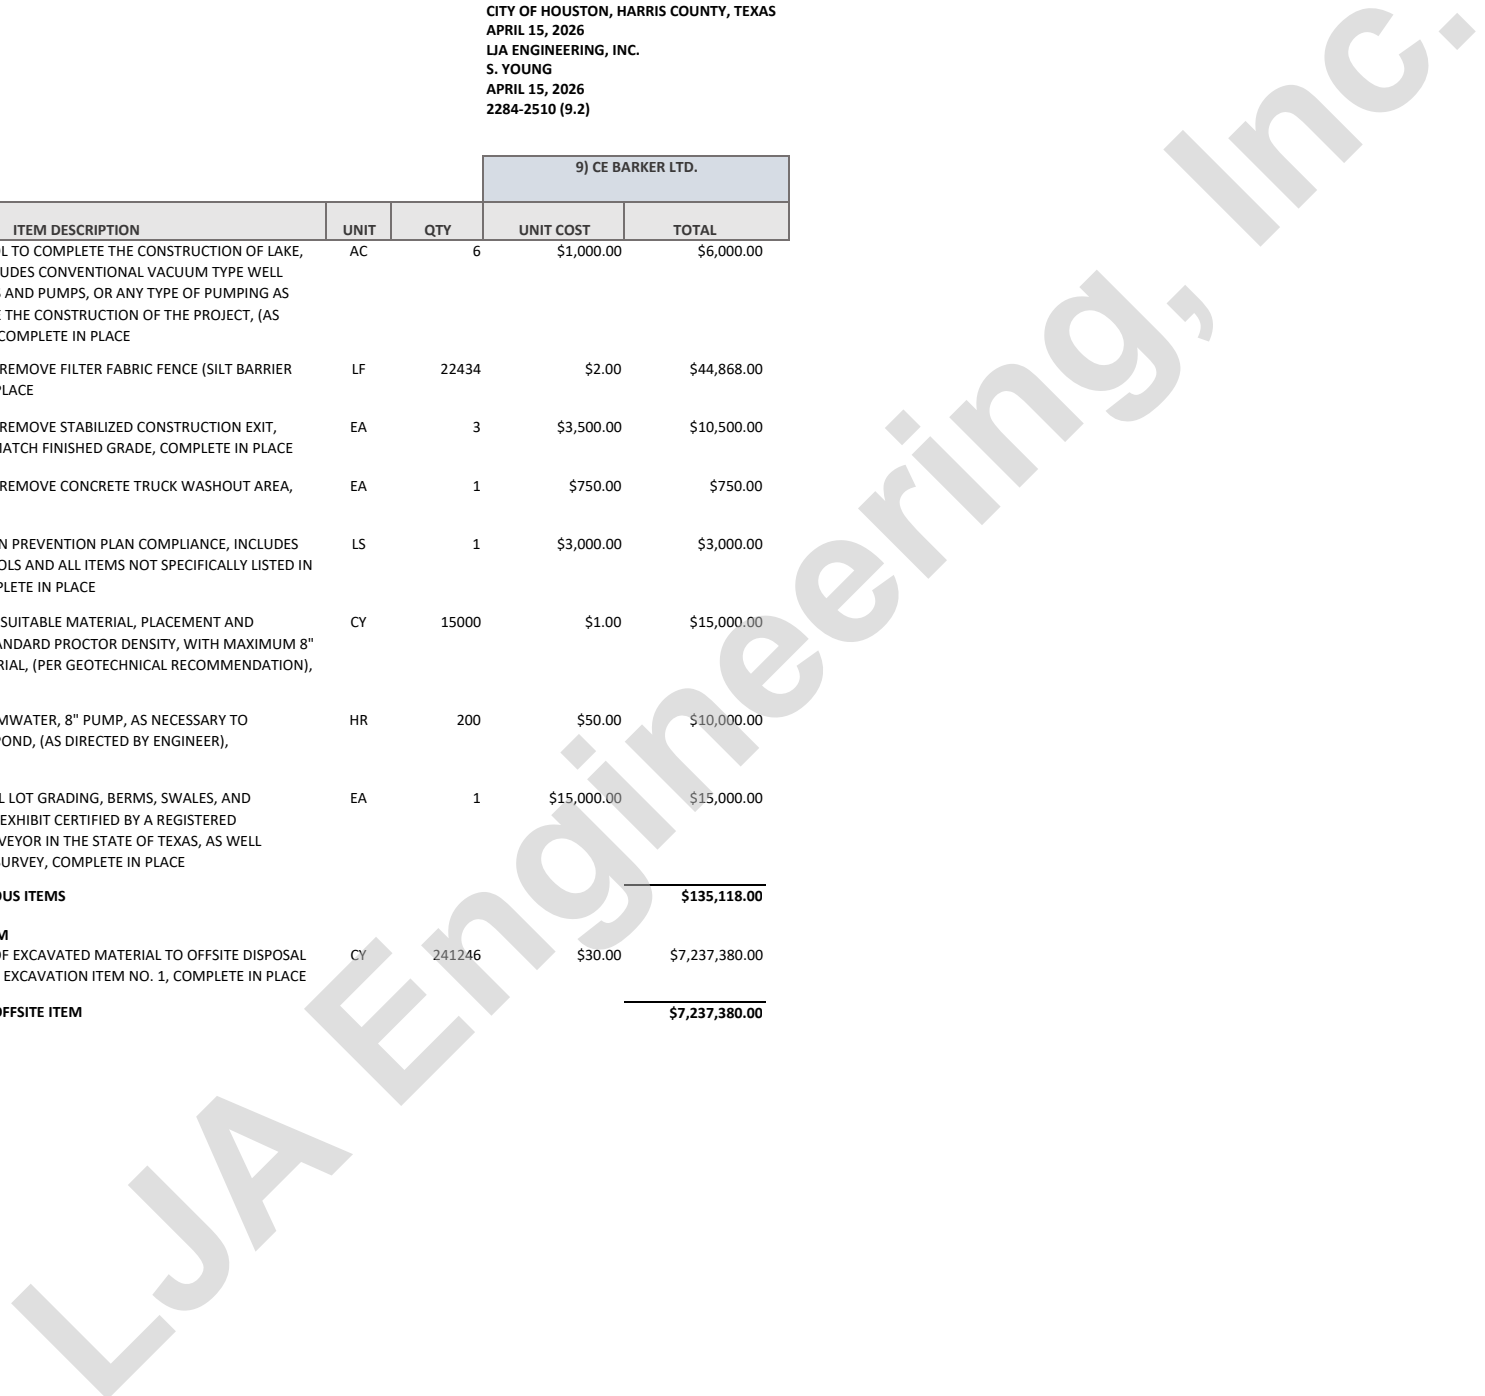 CITY OF HOUSTON, HARRIS COUNTY, TEXAS
APRIL 15, 2026
LJA ENGINEERING, INC.
S. YOUNG
APRIL 15, 2026
2284-2510 (9.2)
9) CE BARKER LTD.
ITEM DESCRIPTION UNIT QTY UNIT COST TOTAL
OL TO COMPLETE THE CONSTRUCTION OF LAKE, AC 6 $1,000.00 $6,000.00
UDES CONVENTIONAL VACUUM TYPE WELL
S AND PUMPS, OR ANY TYPE OF PUMPING AS
E THE CONSTRUCTION OF THE PROJECT, (AS
COMPLETE IN PLACE
REMOVE FILTER FABRIC FENCE (SILT BARRIER LF 22434 $2.00 $44,868.00
PLACE
REMOVE STABILIZED CONSTRUCTION EXIT, EA 3 $3,500.00 $10,500.00
MATCH FINISHED GRADE, COMPLETE IN PLACE
REMOVE CONCRETE TRUCK WASHOUT AREA, EA 1 $750.00 $750.00
N PREVENTION PLAN COMPLIANCE, INCLUDES LS 1 $3,000.00 $3,000.00
OLS AND ALL ITEMS NOT SPECIFICALLY LISTED IN
PLETE IN PLACE
SUITABLE MATERIAL, PLACEMENT AND CY 15000 $1.00 $15,000.00
ANDARD PROCTOR DENSITY, WITH MAXIMUM 8"
RIAL, (PER GEOTECHNICAL RECOMMENDATION),
MWATER, 8" PUMP, AS NECESSARY TO HR 200 $50.00 $10,000.00
POND, (AS DIRECTED BY ENGINEER),
L LOT GRADING, BERMS, SWALES, AND EA 1 $15,000.00 $15,000.00
EXHIBIT CERTIFIED BY A REGISTERED
VEYOR IN THE STATE OF TEXAS, AS WELL
SURVEY, COMPLETE IN PLACE
OUS ITEMS $135,118.00
M
OF EXCAVATED MATERIAL TO OFFSITE DISPOSAL CY 241246 $30.00 $7,237,380.00
EXCAVATION ITEM NO. 1, COMPLETE IN PLACE
OFFSITE ITEM $7,237,380.00
LJA Engineering, Inc.